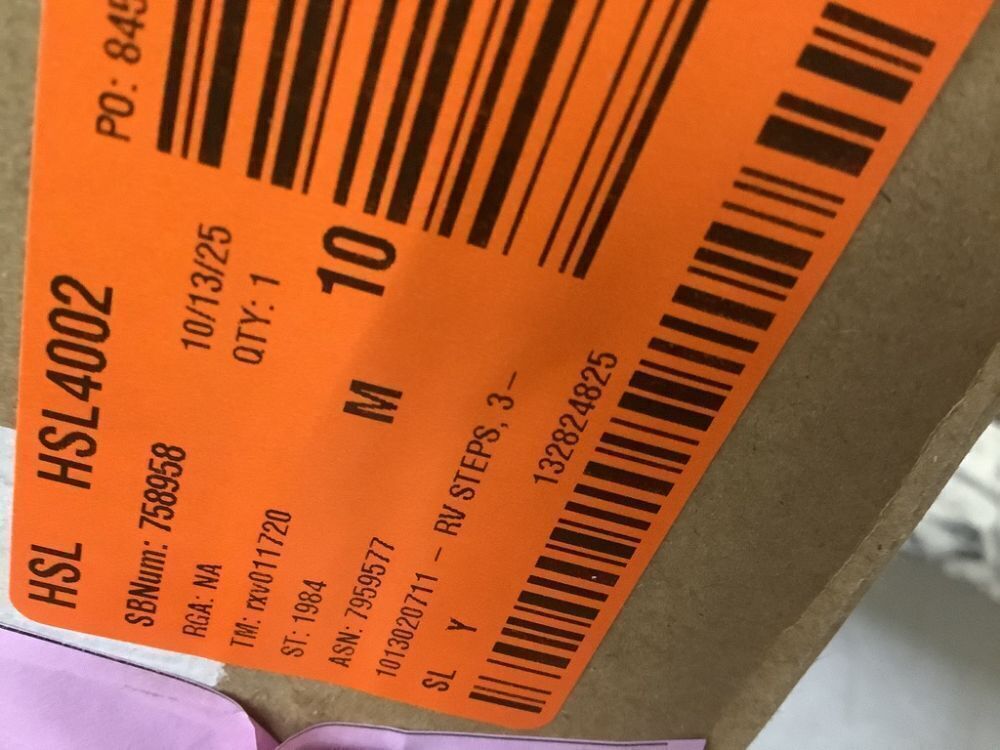 HSL HSL4002
PO: 845
SBNum: 758958
10/13/25
RGA: NA
QTY: 1
TM: rxv011720
ST: 1984
M 10
ASN: 7959577
1013020711 - RV STEPS, 3-
SL Y
132824825